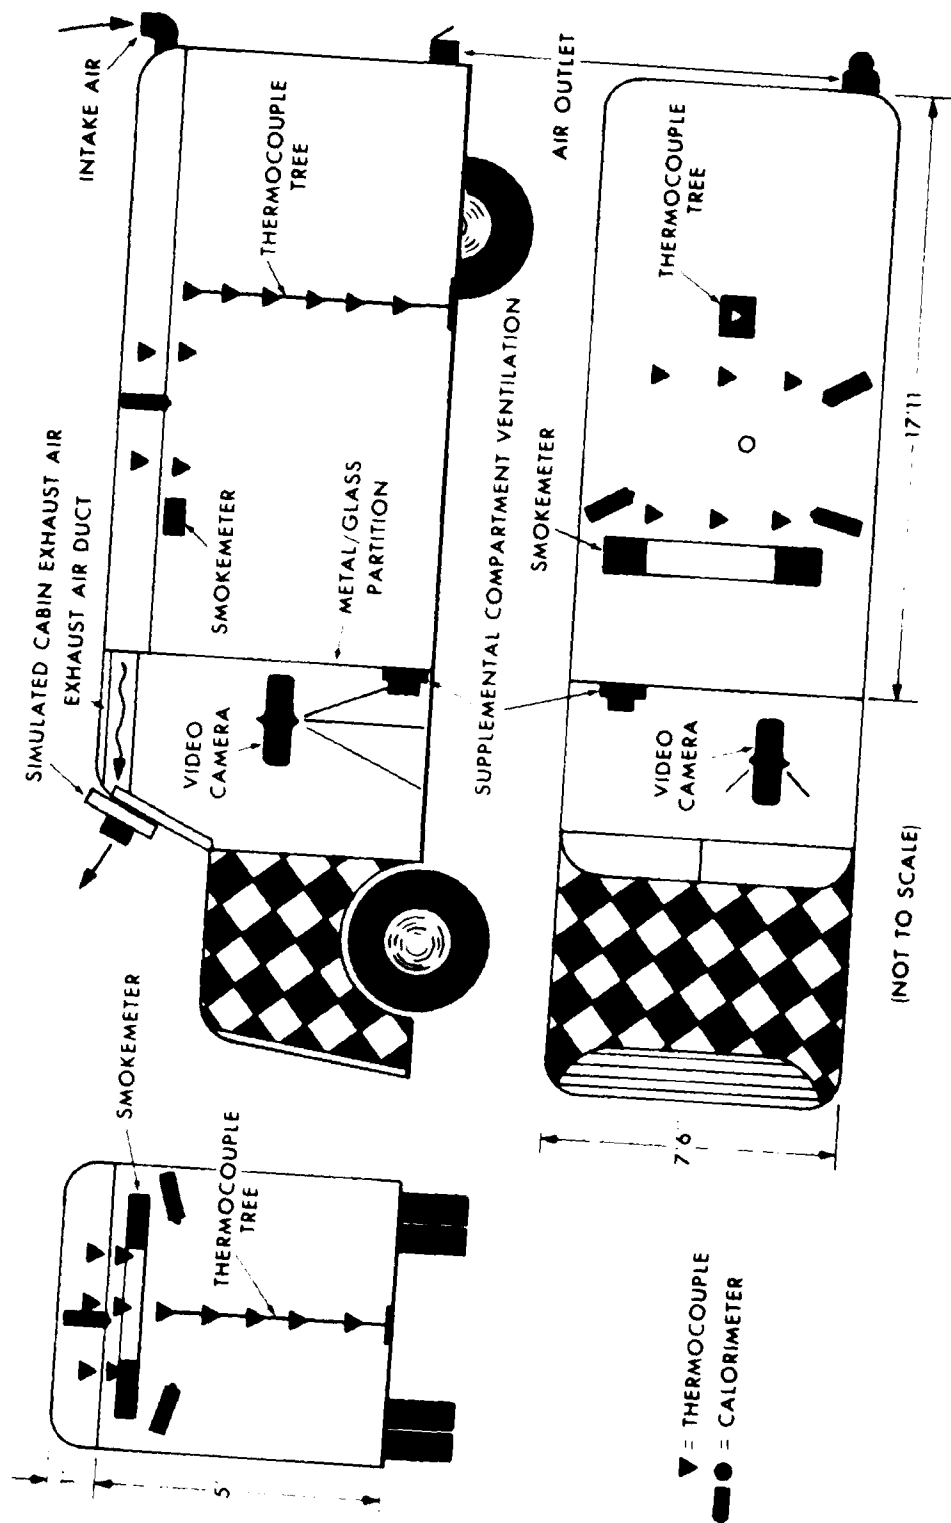 SIMULATED CABIN EXHAUST AIR
EXHAUST AIR DUCT
INTAKE AIR
THERMOCOUPLE
TREE
SMOKEMETER
VIDEO
CAMERA
METAL/GLASS
PARTITION
SMOKEMETER
1'
5'
THERMOCOUPLE
TREE
SUPPLEMENTAL COMPARTMENT VENTILATION
AIR OUTLET
SMOKEMETER
THERMOCOUPLE
TREE
VIDEO
CAMERA
7'6"
17'11
(NOT TO SCALE)
= THERMOCOUPLE
= CALORIMETER